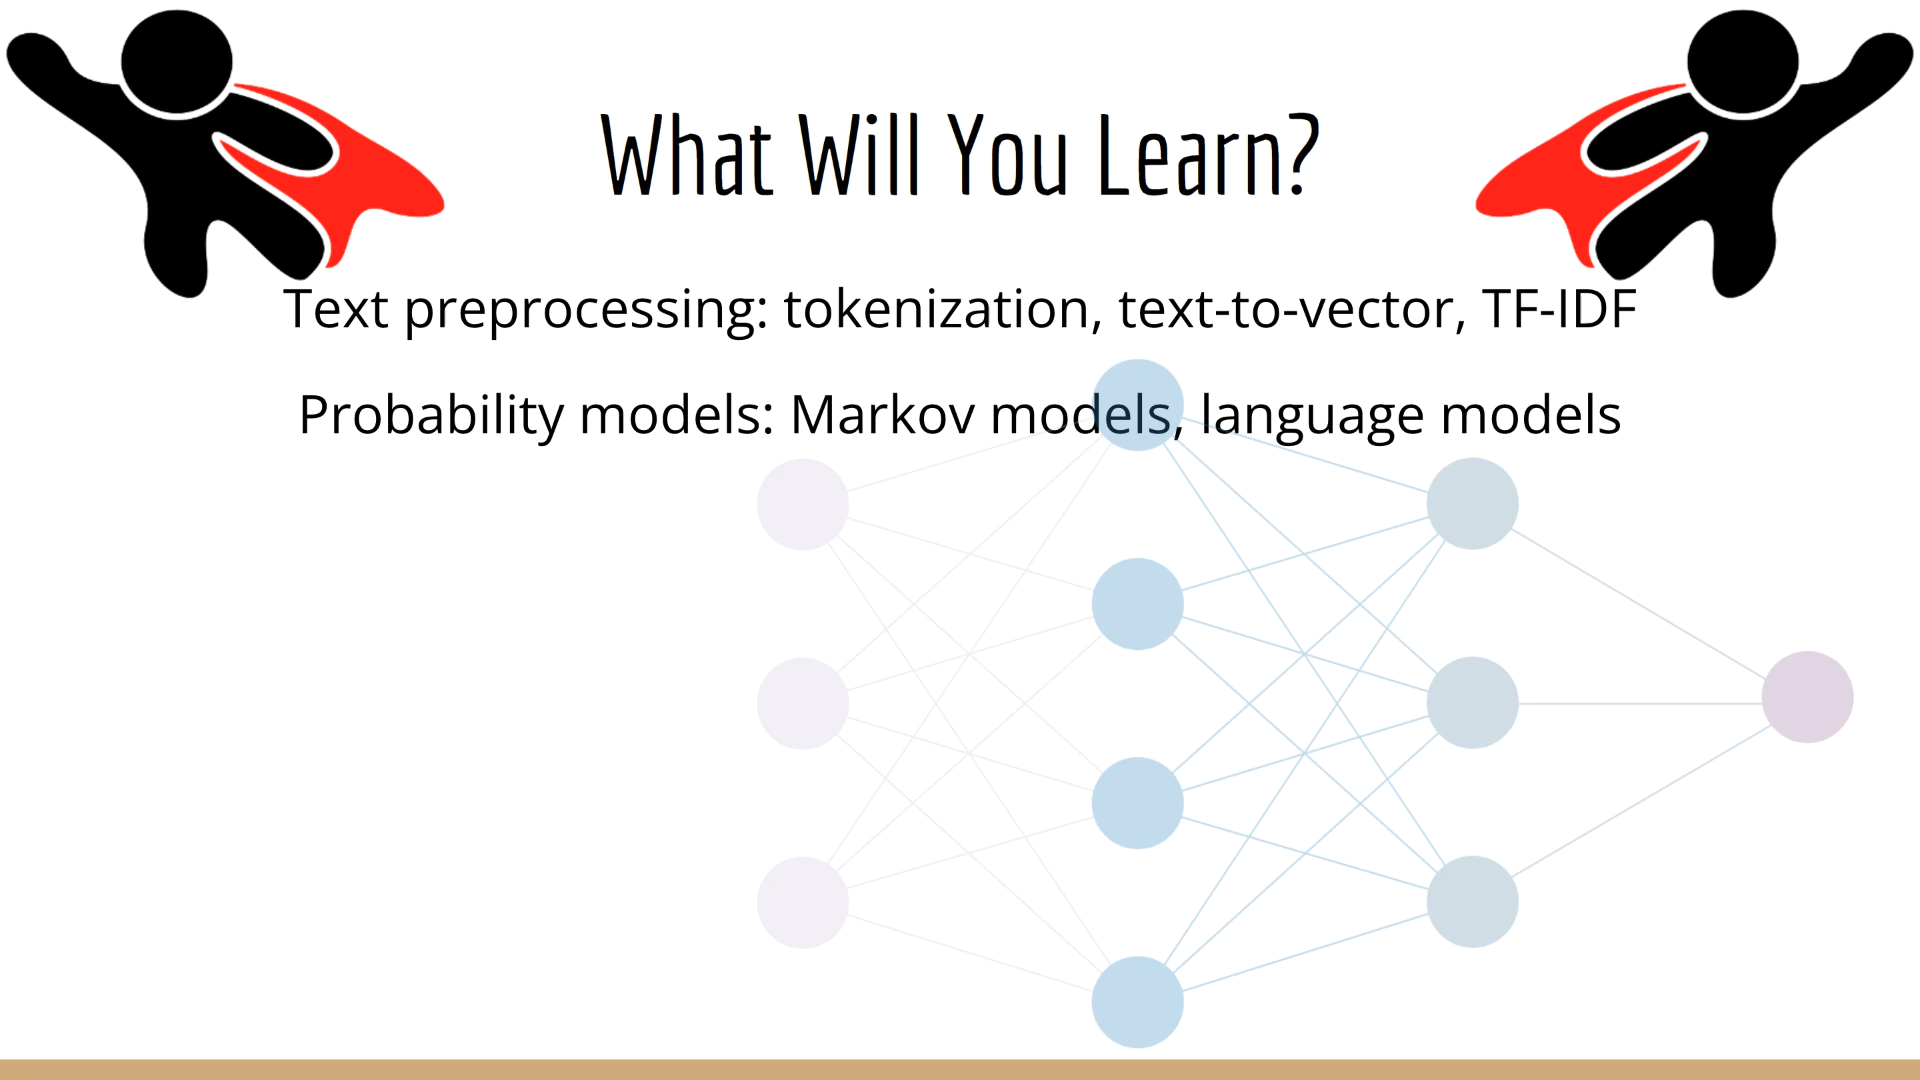 What Will You Learn?
Text preprocessing: tokenization, text-to-vector, TF-IDF
Probability models: Markov models, language models